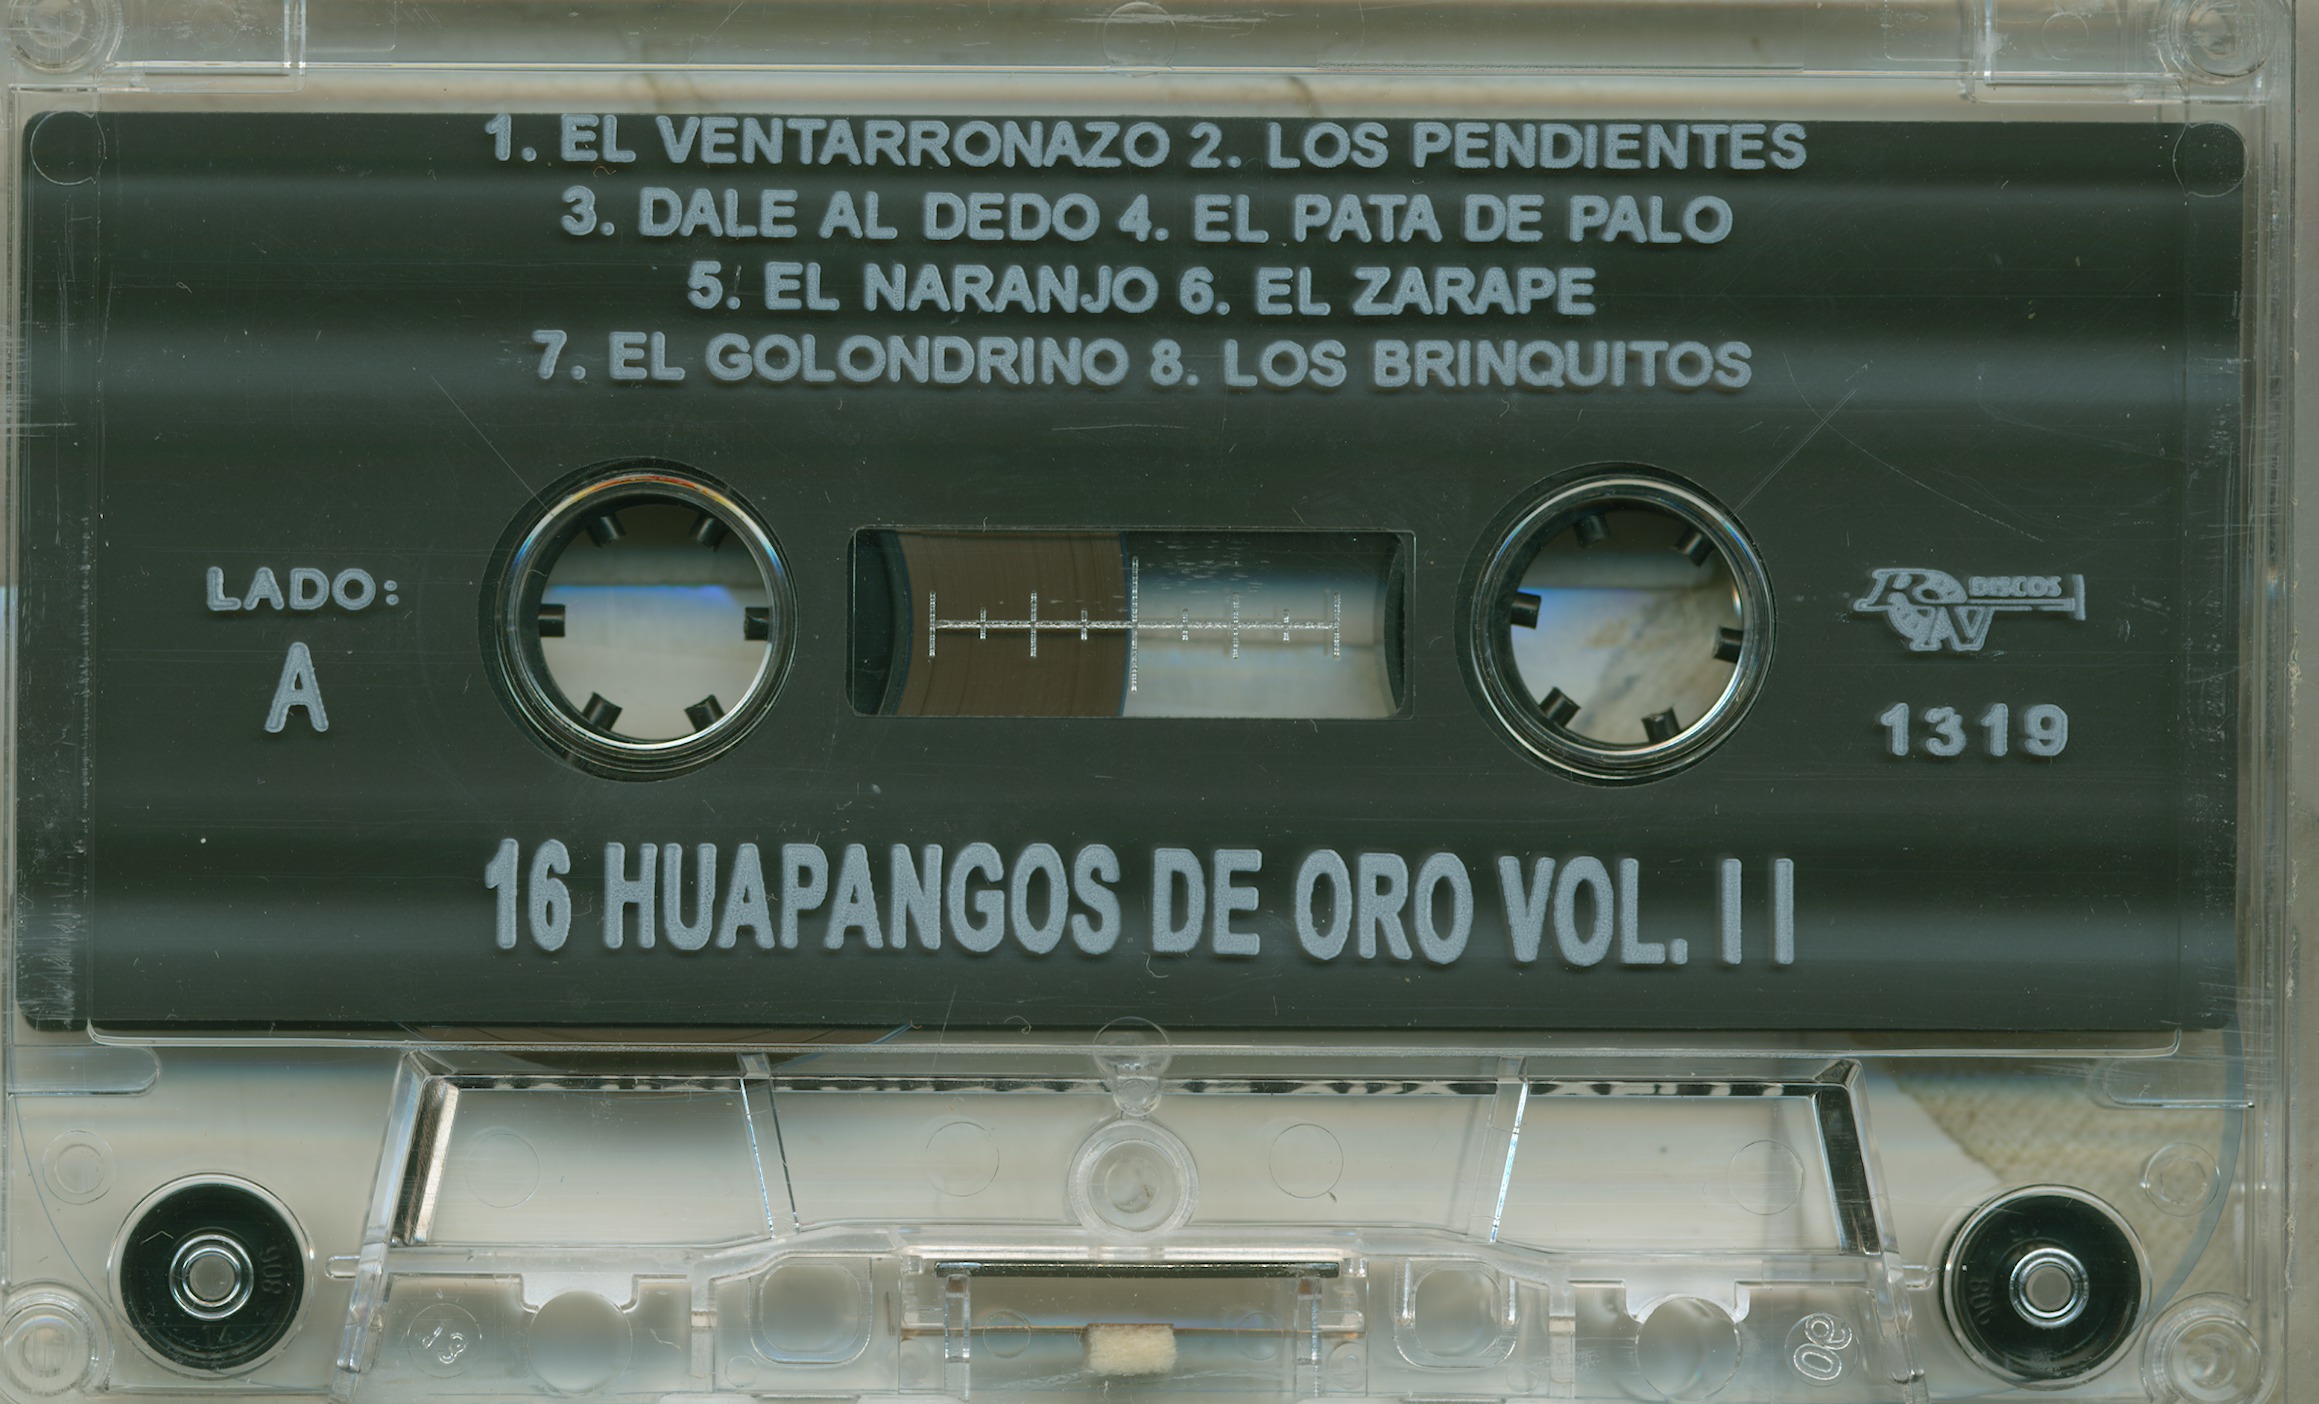 1. EL VENTARRONAZO 2. LOS PENDIENTES
3. DALE AL DEDO 4. EL PATA DE PALO
5. EL NARANJO 6. EL ZARAPE
7. EL GOLONDRINO 8. LOS BRINQUITOS
LADO:
A
DISCOS
1319
16 HUAPANGOS DE ORO VOL. II